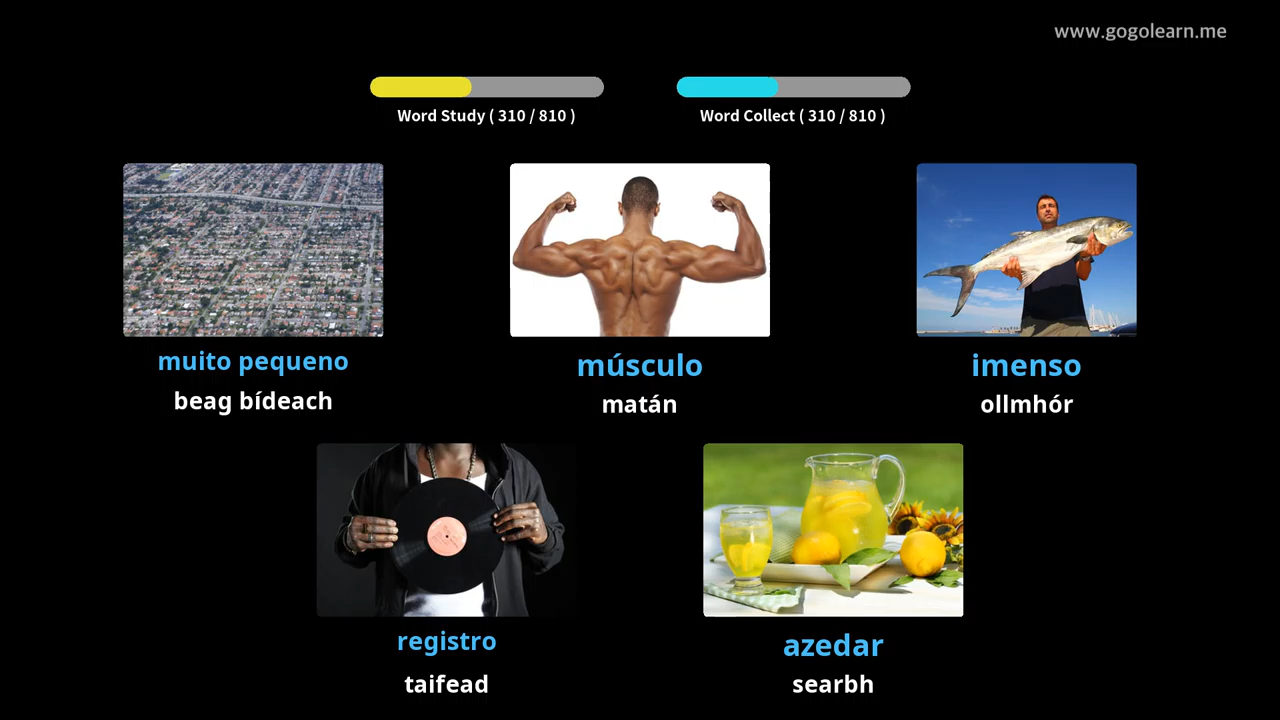 www.gogolearn.me
Word Study ( 310 / 810 )
Word Collect ( 310 / 810 )
muito pequeno
beag bídeach
músculo
matán
imenso
ollmhór
registro
taifead
azedar
searbh